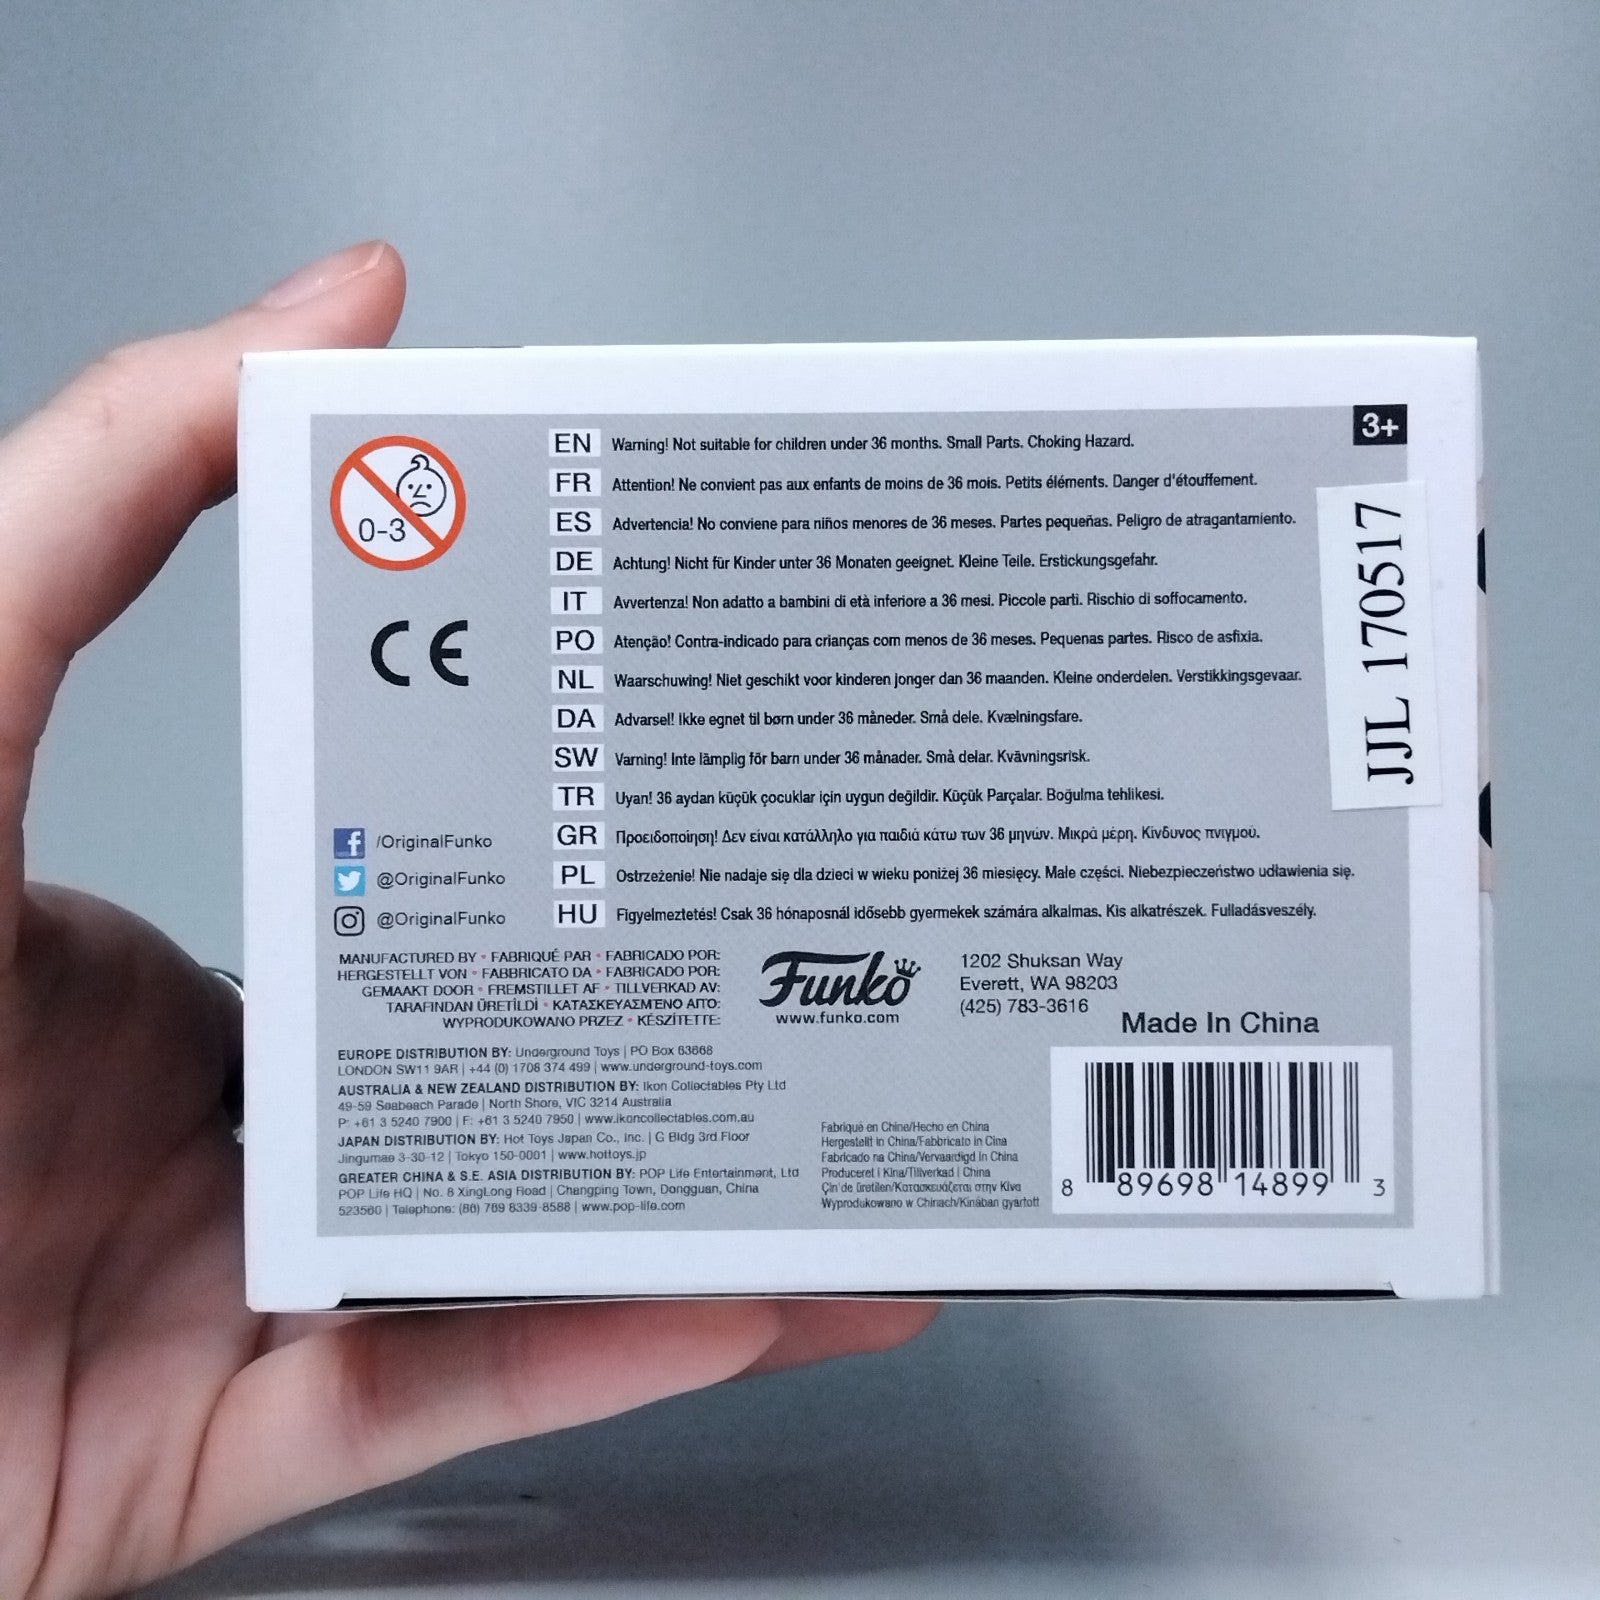 3+
0-3
EN Warning! Not suitable for children under 36 months. Small Parts. Choking Hazard.
FR Attention! Ne convient pas aux enfants de moins de 36 mois. Petits éléments. Danger d'étouffement.
ES Advertencia! No conviene para niños menores de 36 meses. Partes pequeñas. Peligro de atragantamiento.
DE Achtung! Nicht für Kinder unter 36 Monaten geeignet. Kleine Teile. Erstickungsgefahr.
IT Avvertenza! Non adatto a bambini di età inferiore a 36 mesi. Piccole parti. Rischio di soffocamento.
PO Atenção! Contra-indicado para crianças com menos de 36 meses. Pequenas partes. Risco de asfixia.
NL Waarschuwing! Niet geschikt voor kinderen jonger dan 36 maanden. Kleine onderdelen. Verstikkingsgevaar.
DA Advarsel! Ikke egnet til børn under 36 måneder. Små dele. Kvælningsfare.
SW Varning! Inte lämplig för barn under 36 månader. Små delar. Kvävningsrisk.
TR Uyan! 36 aydan küçük çocuklar için uygun değildir. Küçük Parçalar. Boğulma tehlikesi.
GR Προειδοποίηση! Δεν είναι κατάλληλο για παιδιά κάτω των 36 μηνών. Μικρά μέρη. Κίνδυνος πνιγμού.
PL Ostrzeżenie! Nie nadaje się dla dzieci w wieku poniżej 36 miesięcy. Małe części. Niebezpieczeństwo udławienia się.
HU Figyelmeztetés! Csak 36 hónaposnál idősebb gyermekek számára alkalmas. Kis alkatrészek. Fulladásveszély.
JJL 170517
CE
/OriginalFunko
@OriginalFunko
@OriginalFunko
MANUFACTURED BY • FABRIQUÉ PAR • FABRICADO POR:
HERGESTELLT VON • FABBRICATO DA • FABRICADO POR:
GEMAAKT DOOR • FREMSTILLET AF • TILLVERKAD AV:
TARAFINDAN ÜRETİLDİ • ΚΑΤΑΣΚΕΥΑΣΜΈΝΟ ΑΠΌ:
WYPRODUKOWANO PRZEZ • KÉSZÍTETTE:
Funko
www.funko.com
1202 Shuksan Way
Everett, WA 98203
(425) 783-3616
Made In China
EUROPE DISTRIBUTION BY: Underground Toys | PO Box 63668
LONDON SW11 9AR | +44 (0) 1708 374 499 | www.underground-toys.com
AUSTRALIA & NEW ZEALAND DISTRIBUTION BY: Ikon Collectables Pty Ltd
49-59 Seabeach Parade | North Shore, VIC 3214 Australia
P: +61 3 5240 7900 | F: +61 3 5240 7950 | www.ikoncollectables.com.au
JAPAN DISTRIBUTION BY: Hot Toys Japan Co., Inc. | G Bldg 3rd Floor
Jingumae 3-30-12 | Tokyo 150-0001 | www.hottoys.jp
GREATER CHINA & S.E. ASIA DISTRIBUTION BY: POP Life Entertainment, Ltd
POP Life HQ | No. 8 XingLong Road | Changping Town, Dongguan, China
523560 | Telephone: (86) 769 8339-8588 | www.pop-life.com
Fabriqué en Chine/Hecho en China
Hergestellt in China/Fabbricato in Cina
Fabricado na China/Vervaardigd in China
Produceret i Kina/Tillverkad i China
Çin'de üretilen/Κατασκευάζεται στην Κίνα
Wyprodukowano w Chinach/Kínában gyártott
8 89698 14899 3